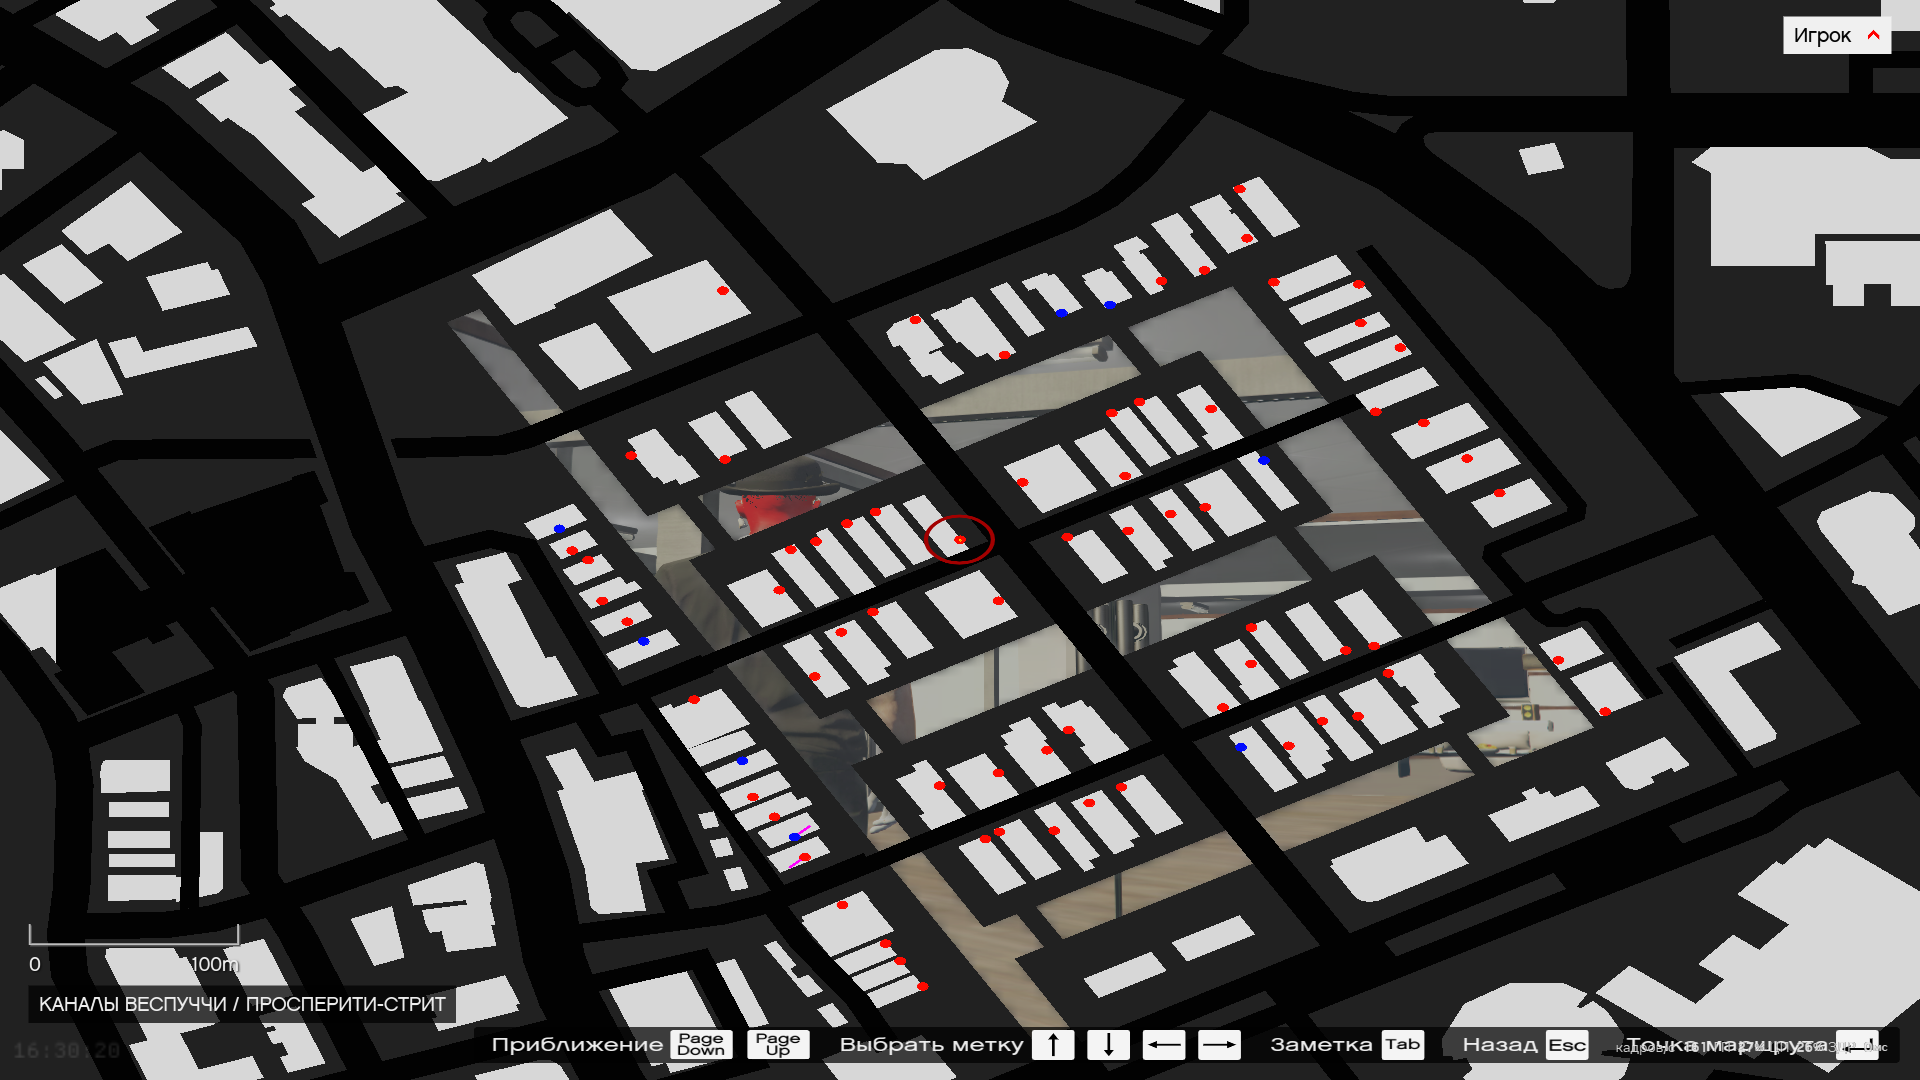 Игрок
0 100m
КАНАЛЫ ВЕСПУЧЧИ / ПРОСПЕРИТИ-СТРИТ
16:30:20
Приближение Page Down Page Up Выбрать метку ↑ ↓ ← → Заметка Tab Назад Esc Точка маршрута